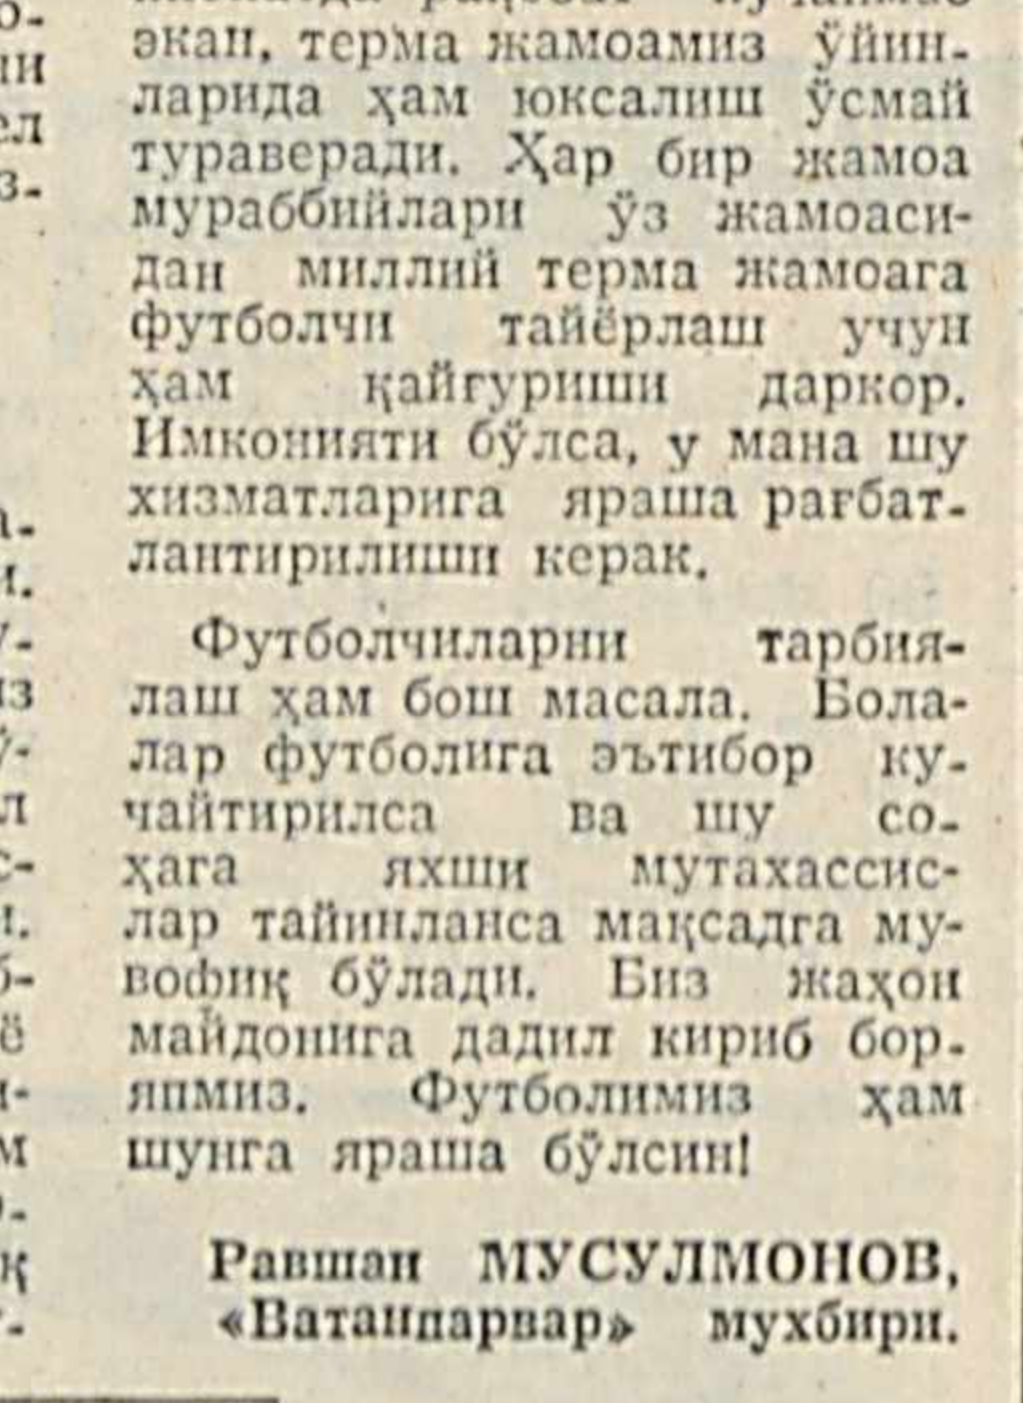 экан, терма жамоамиз ўйин-
ларида ҳам юксалиш ўсмай
тураверади. Ҳар бир жамоа
мураббийлари ўз жамоаси-
дан миллий терма жамоага
футболчи тайёрлаш учун
ҳам қайғуриши даркор.
Имконияти бўлса, у мана шу
хизматларига яраша рағбат-
лантирилиши керак.
Футболчиларни тарбия-
лаш ҳам бош масала. Бола-
лар футболига эътибор ку-
чайтирилса ва шу со-
ҳага яхши мутахассис-
лар тайинланса мақсадга му-
вофиқ бўлади. Биз жаҳон
майдонига дадил кириб бор-
япмиз. Футболимиз ҳам
шунга яраша бўлсин!
Равшан МУСУЛМОНОВ,
«Ватанпарвар» мухбири.